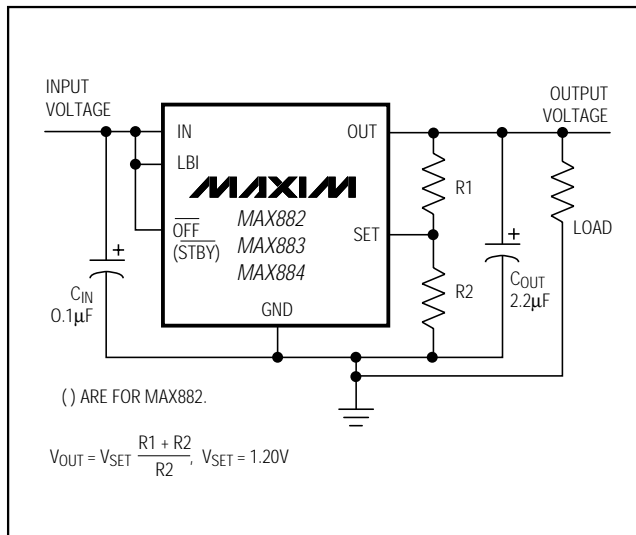 INPUT
VOLTAGE
OUTPUT
VOLTAGE
IN
OUT
LBI
MAXIM
R1
OFF
(STBY)
MAX882
MAX883
MAX884
SET
LOAD
+
CIN
0.1µF
R2
+
COUT
2.2µF
GND
( ) ARE FOR MAX882.
VOUT = VSET (R1 + R2)/R2, VSET = 1.20V